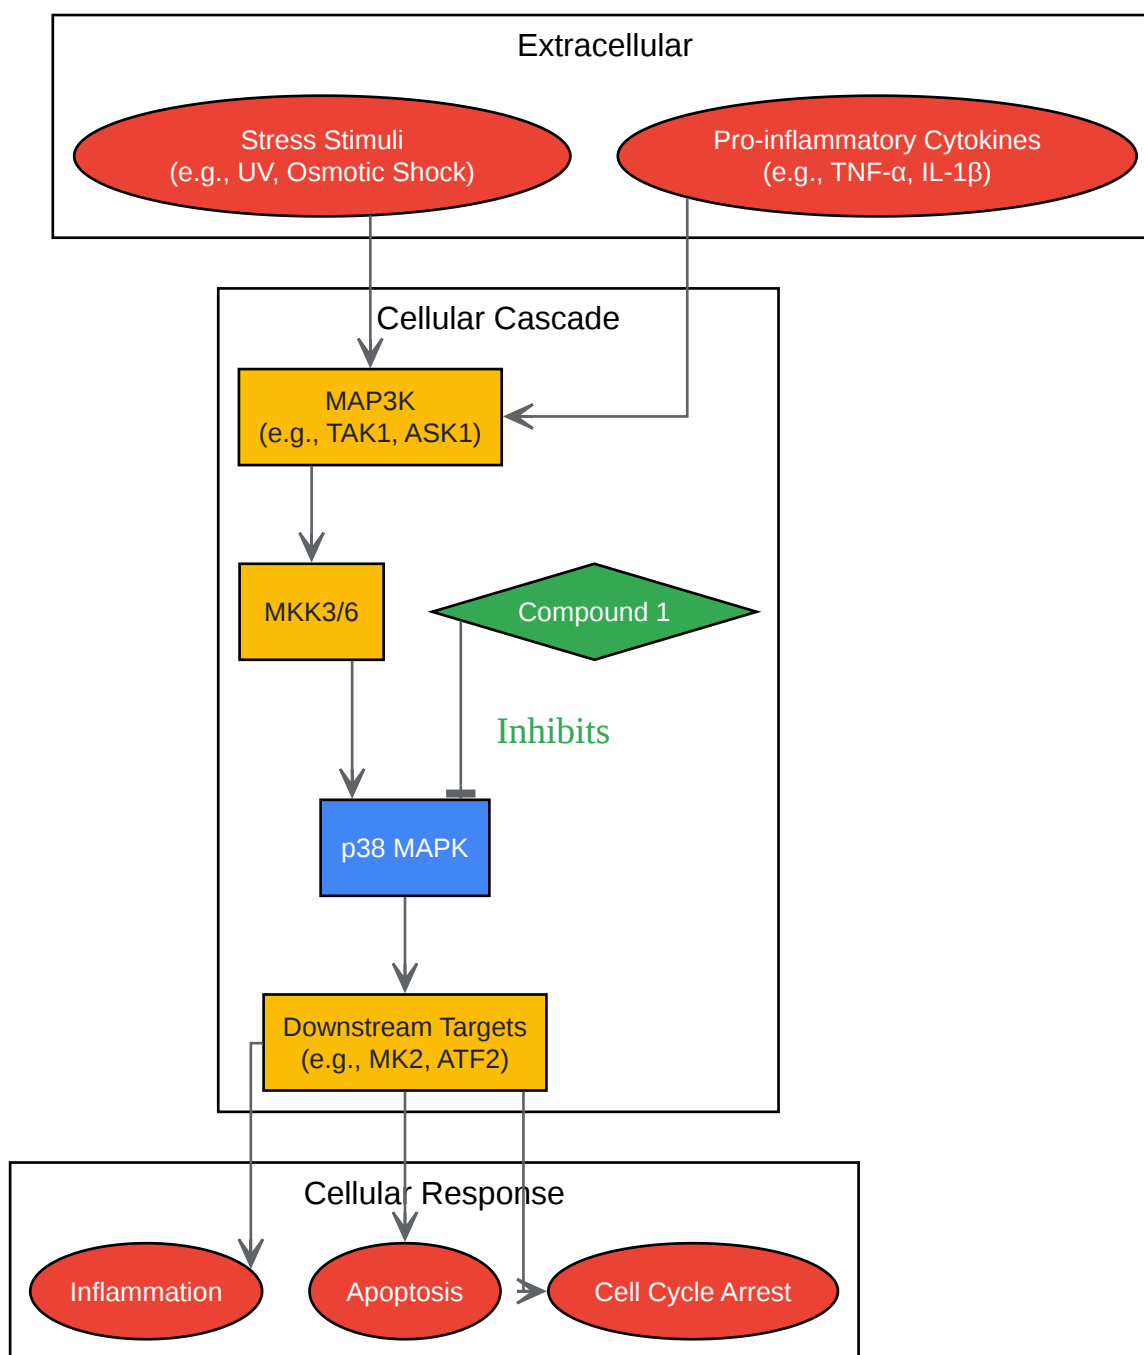 Extracellular
Stress Stimuli
(e.g., UV, Osmotic Shock)
Pro-inflammatory Cytokines
(e.g., TNF-α, IL-1β)
Cellular Cascade
MAP3K
(e.g., TAK1, ASK1)
MKK3/6
Compound 1
Inhibits
p38 MAPK
Downstream Targets
(e.g., MK2, ATF2)
Cellular Response
Inflammation
Apoptosis
Cell Cycle Arrest